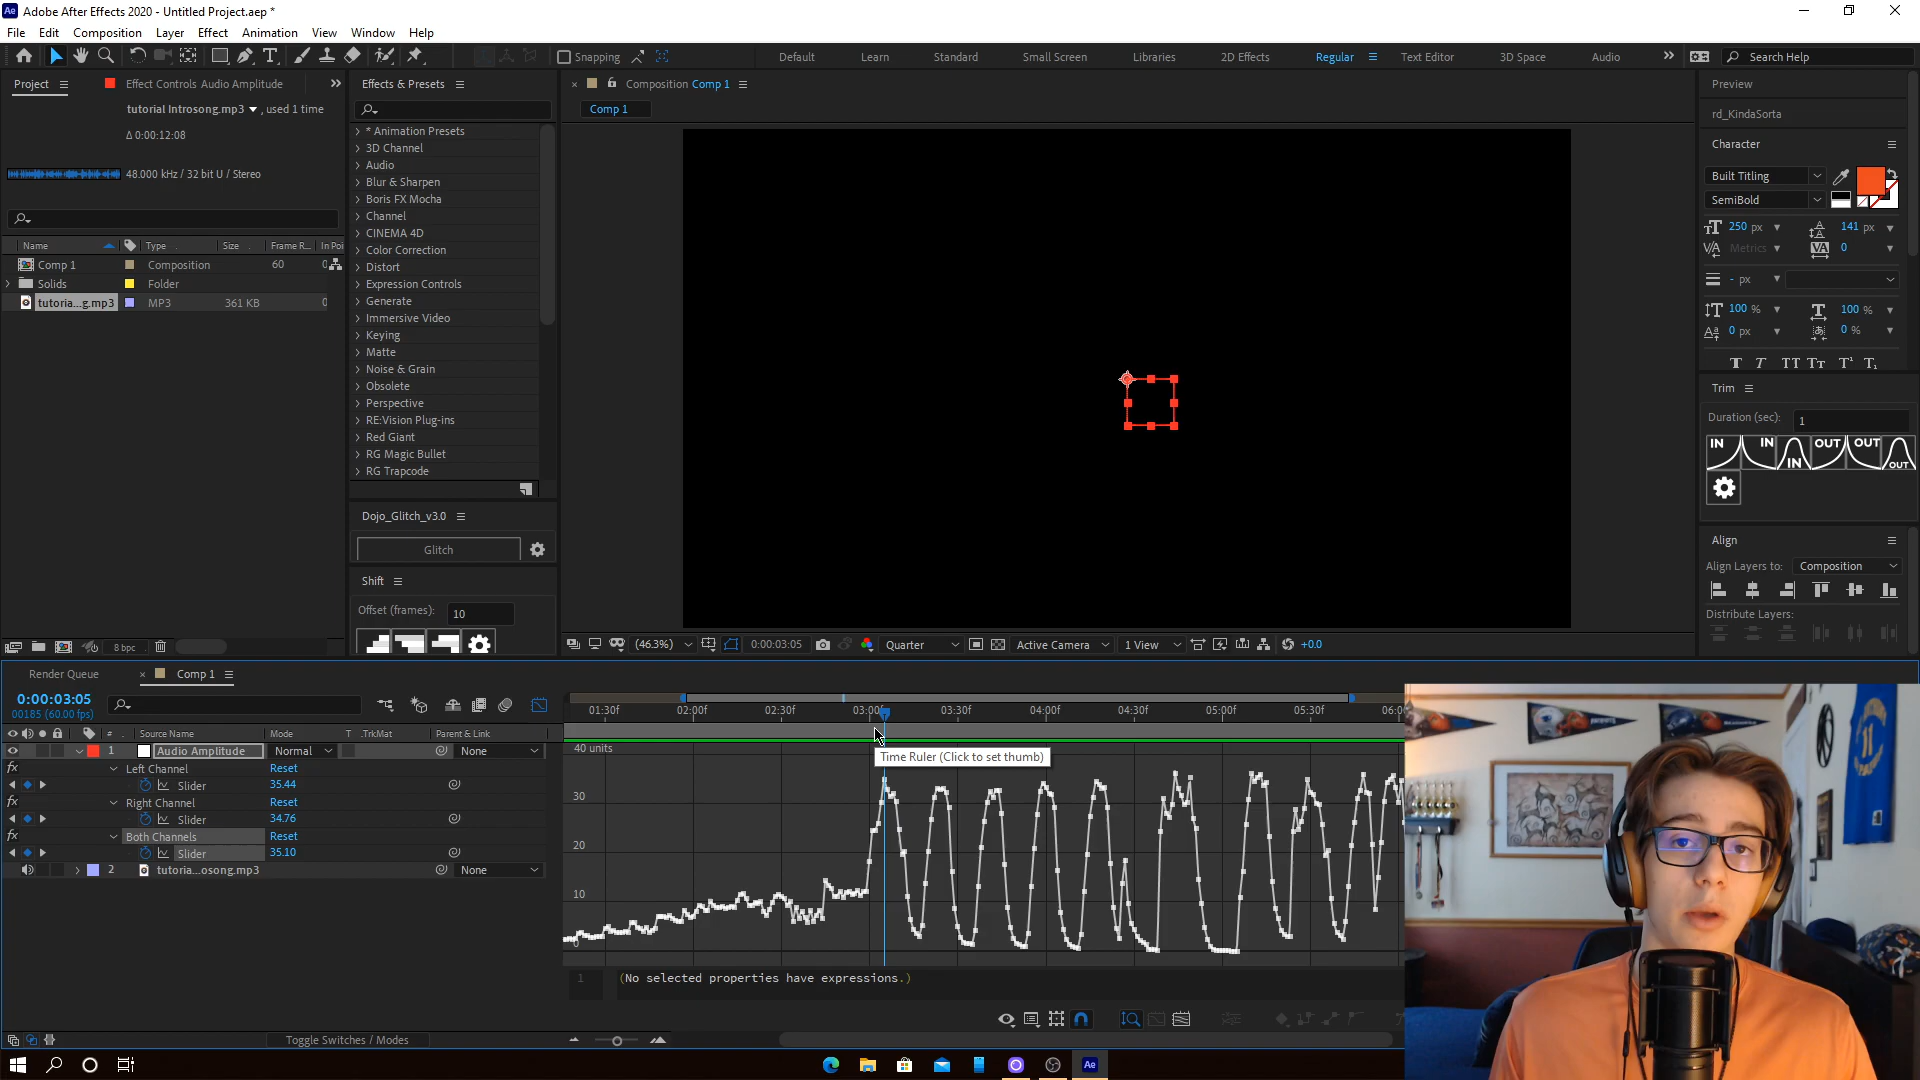 Adobe After Effects 2020 - Untitled Project.aep *
File Edit Composition Layer Effect Animation View Window Help
Snapping Default Learn Standard Small Screen Libraries 2D Effects Regular Text Editor 3D Space Audio Search Help
Project Effect Controls Audio Amplitude
tutorial Introsong.mp3 , used 1 time
Δ 0:00:12:08
48.000 kHz / 32 bit U / Stereo
Name Type Size Frame R... In Poi
Comp 1 Composition 60
Solids Folder
tutoria...g.mp3 MP3 361 KB
8 bpc
Effects & Presets
* Animation Presets
3D Channel
Audio
Blur & Sharpen
Boris FX Mocha
Channel
CINEMA 4D
Color Correction
Distort
Expression Controls
Generate
Immersive Video
Keying
Matte
Noise & Grain
Obsolete
Perspective
RE:Vision Plug-ins
Red Giant
RG Magic Bullet
RG Trapcode
Dojo_Glitch_v3.0
Glitch
Shift
Offset (frames): 10
Composition Comp 1
Comp 1
(46.3%) 0:00:03:05 Quarter Active Camera 1 View +0.0
Preview
rd_KindaSorta
Character
Built Titling
SemiBold
250 px 141 px
Metrics 0
- px
100 % 100 %
0 px 0 %
Trim
Duration (sec): 1
IN IN IN OUT OUT OUT
Align
Align Layers to: Composition
Distribute Layers:
Render Queue Comp 1
0:00:03:05
00185 (60.00 fps)
# Source Name Mode T .TrkMat Parent & Link
1 Audio Amplitude Normal None
Left Channel Reset
Slider 35.44
Right Channel Reset
Slider 34.76
Both Channels Reset
Slider 35.10
2 tutoria...osong.mp3 None
Toggle Switches / Modes
01:30f 02:00f 02:30f 03:00f 03:30f 04:00f 04:30f 05:00f 05:30f 06:0
Time Ruler (Click to set thumb)
40 units
30
20
10
0
1 (No selected properties have expressions.)